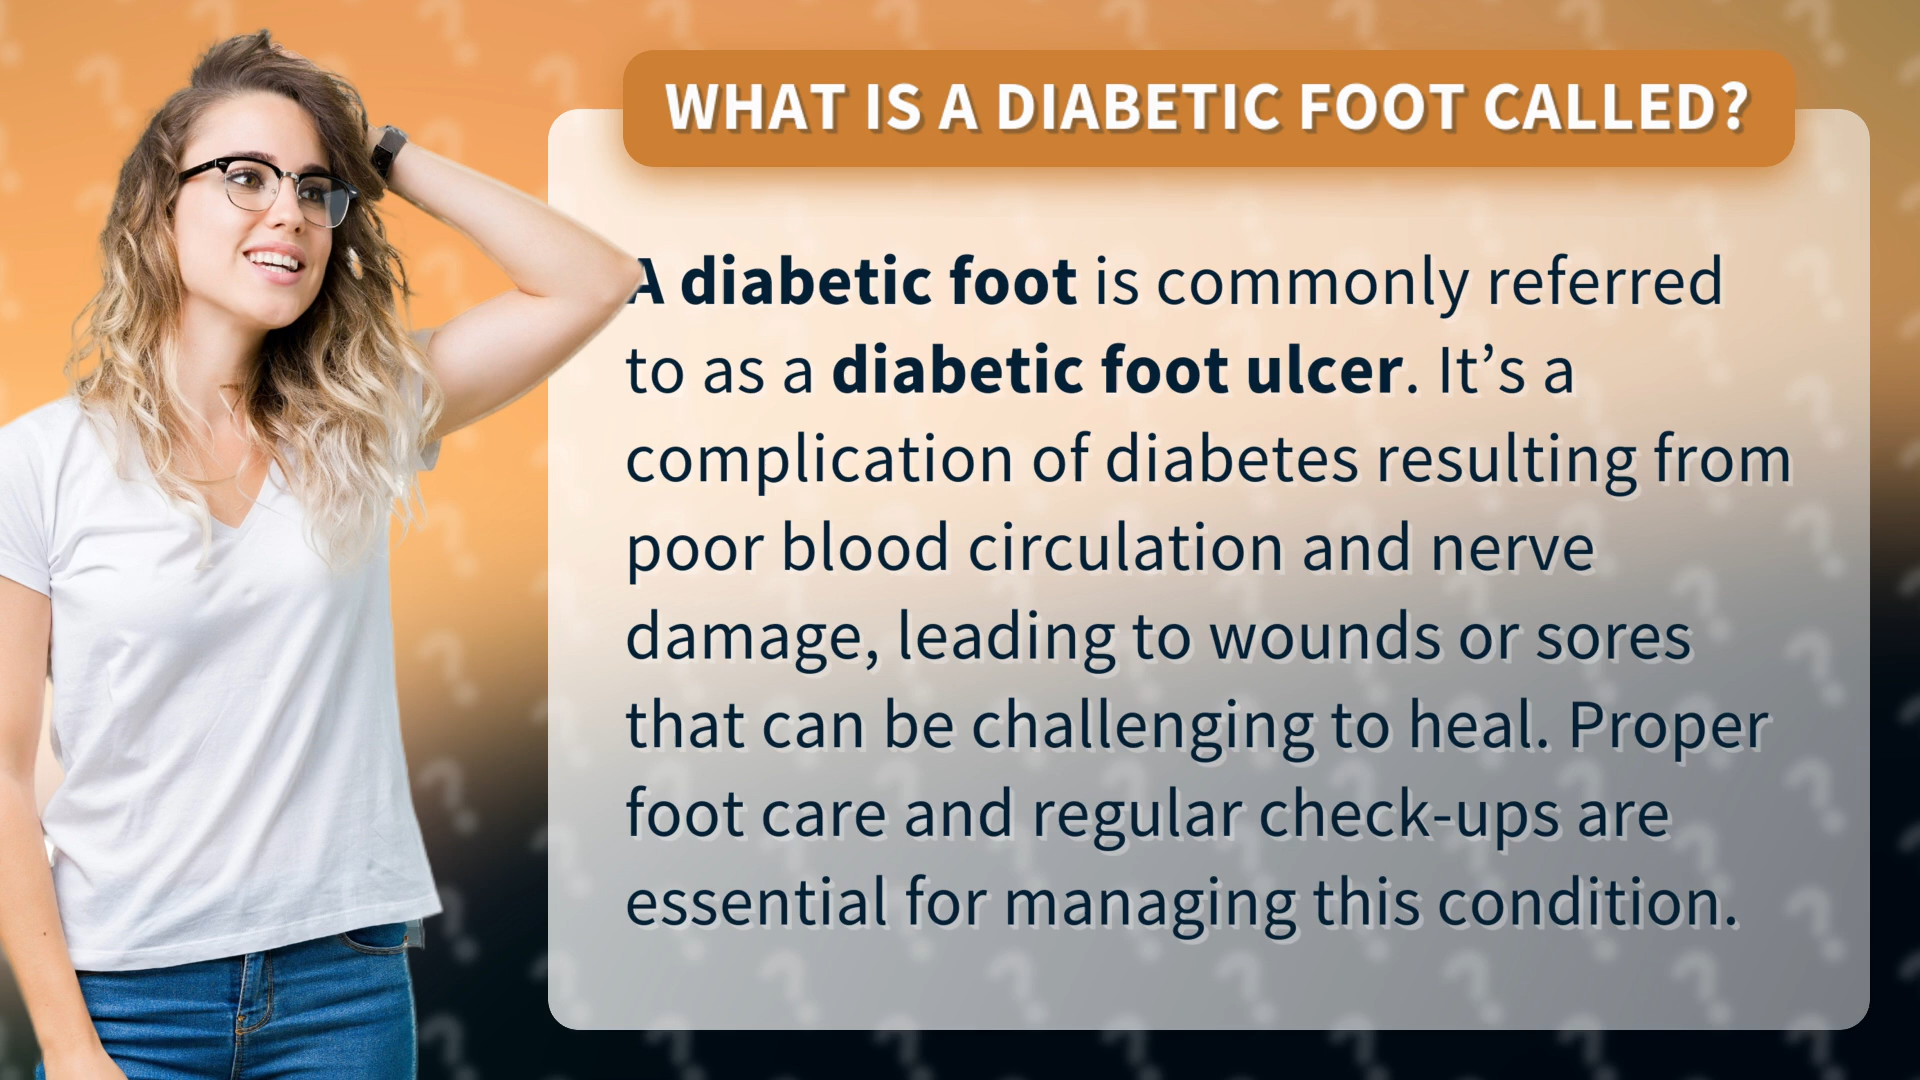 WHAT IS A DIABETIC FOOT CALLED?
A diabetic foot is commonly referred
to as a diabetic foot ulcer. It’s a
complication of diabetes resulting from
poor blood circulation and nerve
damage, leading to wounds or sores
that can be challenging to heal. Proper
foot care and regular check-ups are
essential for managing this condition.